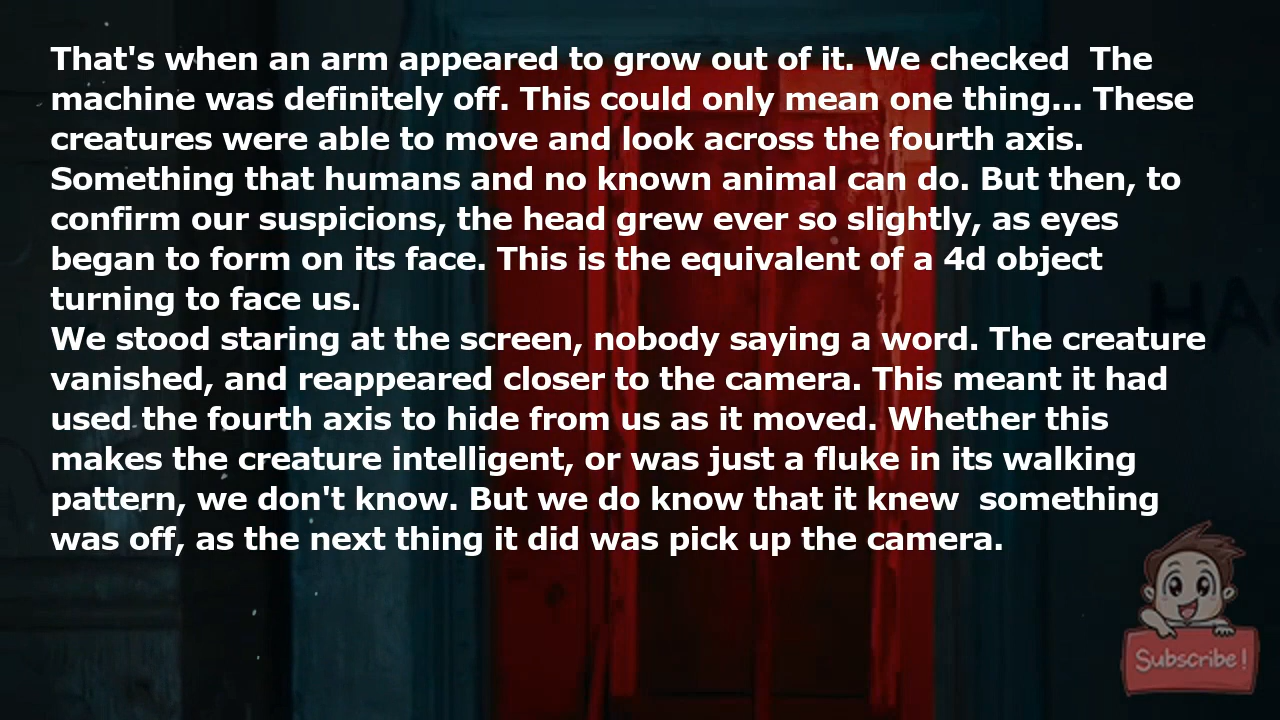 That's when an arm appeared to grow out of it. We checked  The
machine was definitely off. This could only mean one thing... These
creatures were able to move and look across the fourth axis.
Something that humans and no known animal can do. But then, to
confirm our suspicions, the head grew ever so slightly, as eyes
began to form on its face. This is the equivalent of a 4d object
turning to face us.
We stood staring at the screen, nobody saying a word. The creature
vanished, and reappeared closer to the camera. This meant it had
used the fourth axis to hide from us as it moved. Whether this
makes the creature intelligent, or was just a fluke in its walking
pattern, we don't know. But we do know that it knew  something
was off, as the next thing it did was pick up the camera.
Subscribe!